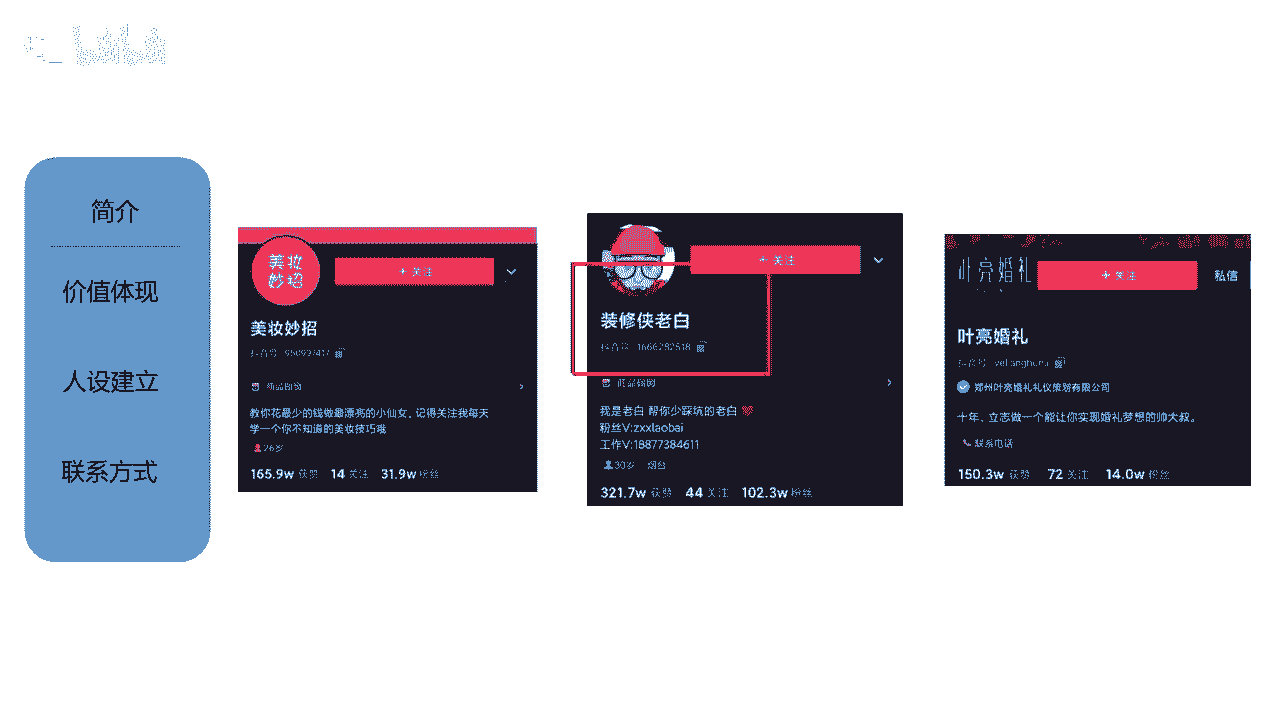 简介
价值体现
人设建立
联系方式
美妆
妙招
+ 关注
美妆妙招
抖音号: 950997417
商品橱窗
教你花最少的钱做最漂亮的小仙女，记得关注我每天
学一个你不知道的美妆技巧哦
26岁
165.9w 获赞 14 关注 31.9w 粉丝
+ 关注
装修侠老白
抖音号: 1666282518
商品橱窗
我是老白 帮你少踩坑的老白
粉丝V:zxxlaobai
工作V:18877384611
30岁 烟台
321.7w 获赞 44 关注 102.3w 粉丝
叶亮婚礼
+ 关注
私信
叶亮婚礼
抖音号:
郑州叶亮婚礼礼仪策划有限公司
十年、立志做一个能让你实现婚礼梦想的帅大叔。
联系电话
150.3w 获赞 72 关注 14.0w 粉丝